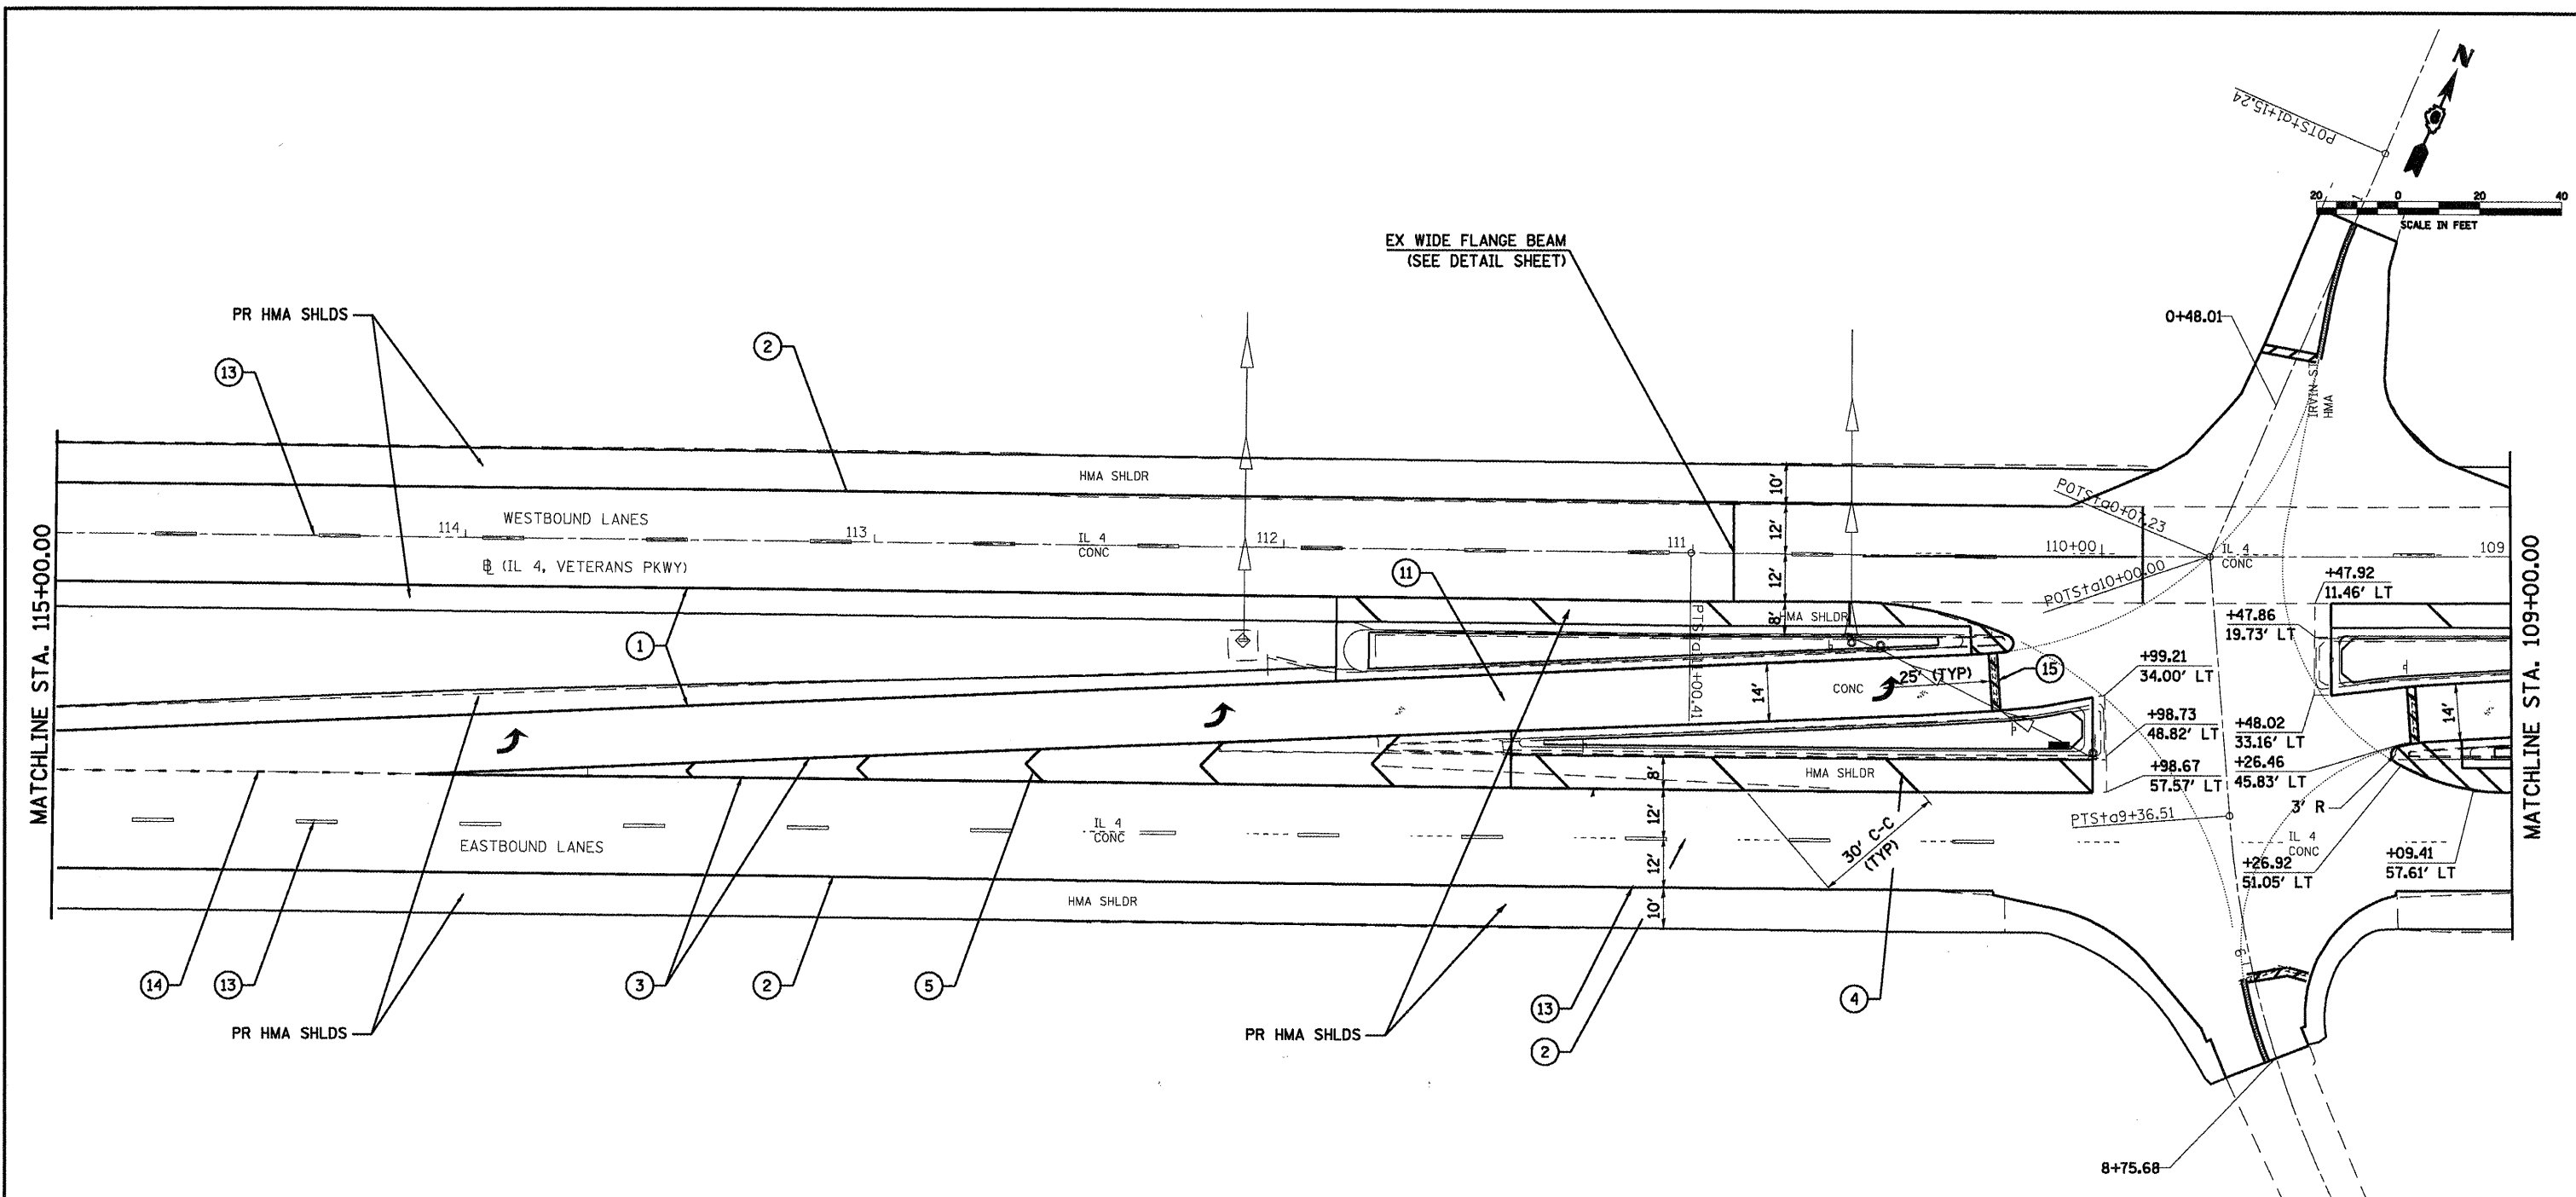 N
POTSta1+15.24
20 0 20 40
SCALE IN FEET
1
EX WIDE FLANGE BEAM
(SEE DETAIL SHEET)
PR HMA SHLDS
0+48.01
2
13
IRVIN ST
HMA
HMA SHLDR
10'
POTSta0+07.23
WESTBOUND LANES
114
113
112
111
110+00
109
12'
IL 4
CONC
IL 4
CONC
℄ (IL 4, VETERANS PKWY)
12'
11
POTSta10+00.00
+47.92
11.46' LT
MATCHLINE STA. 115+00.00
MATCHLINE STA. 109+00.00
1
8'
HMA SHLDR
+47.86
19.73' LT
+99.21
34.00' LT
25' (TYP)
15
CONC
14'
14'
+98.73
48.82' LT
+48.02
33.16' LT
+98.67
57.57' LT
+26.46
45.83' LT
8'
HMA SHLDR
3' R
PTSta9+36.51
12'
IL 4
CONC
IL 4
CONC
EASTBOUND LANES
30' C-C
(TYP)
12'
+26.92
51.05' LT
+09.41
57.61' LT
HMA SHLDR
10'
9
14
13
3
2
5
13
4
PR HMA SHLDS
PR HMA SHLDS
2
8+75.68